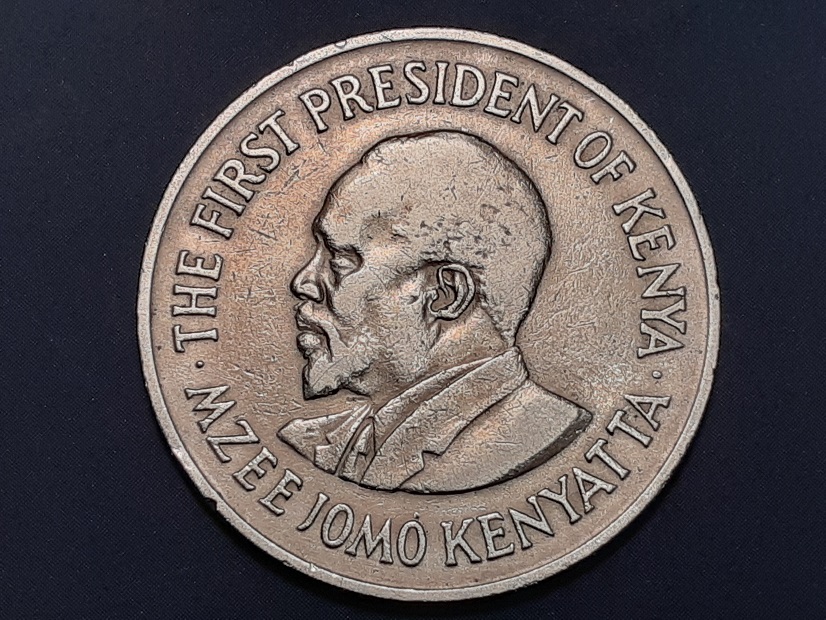 THE FIRST PRESIDENT OF KENYA
MZEE JOMO KENYATTA